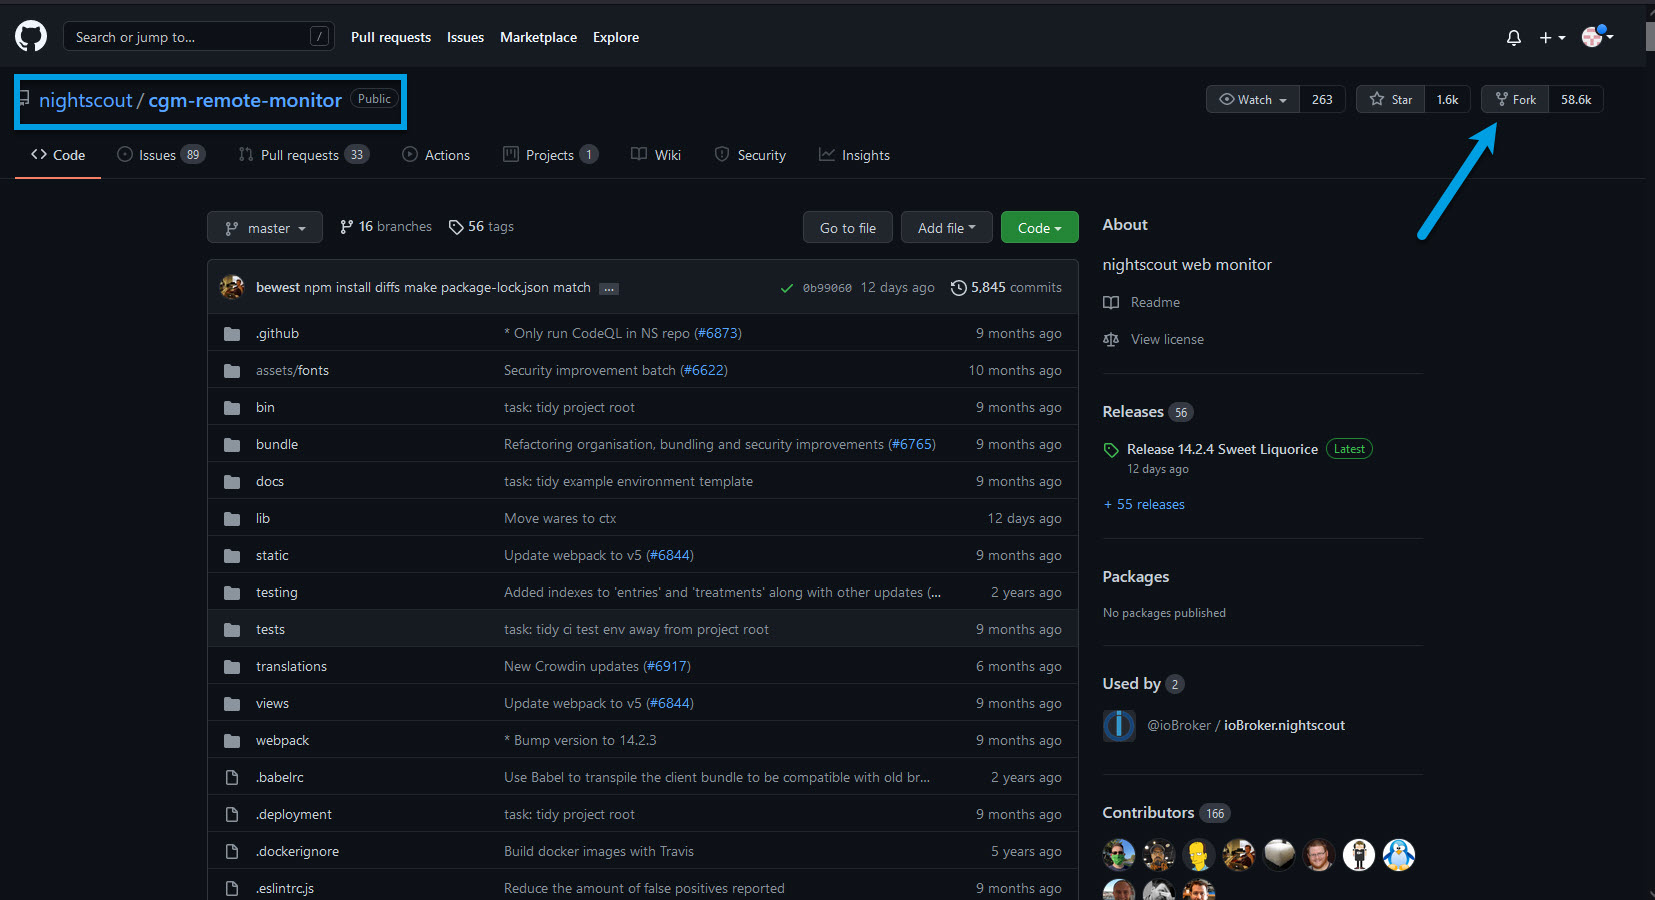 Search or jump to... / Pull requests Issues Marketplace Explore
nightscout / cgm-remote-monitor Public Watch 263 Star 1.6k Fork 58.6k
Code Issues 89 Pull requests 33 Actions Projects 1 Wiki Security Insights
master 16 branches 56 tags Go to file Add file Code
bewest npm install diffs make package-lock.json match ... 0b99060 12 days ago 5,845 commits
.github * Only run CodeQL in NS repo (#6873) 9 months ago
assets/fonts Security improvement batch (#6622) 10 months ago
bin task: tidy project root 9 months ago
bundle Refactoring organisation, bundling and security improvements (#6765) 9 months ago
docs task: tidy example environment template 9 months ago
lib Move wares to ctx 12 days ago
static Update webpack to v5 (#6844) 9 months ago
testing Added indexes to 'entries' and 'treatments' along with other updates (... 2 years ago
tests task: tidy ci test env away from project root 9 months ago
translations New Crowdin updates (#6917) 6 months ago
views Update webpack to v5 (#6844) 9 months ago
webpack * Bump version to 14.2.3 9 months ago
.babelrc Use Babel to transpile the client bundle to be compatible with old br... 2 years ago
.deployment task: tidy project root 9 months ago
.dockerignore Build docker images with Travis 5 years ago
.eslintrc.js Reduce the amount of false positives reported 9 months ago
About
nightscout web monitor
Readme
View license
Releases 56
Release 14.2.4 Sweet Liquorice Latest
12 days ago
+ 55 releases
Packages
No packages published
Used by 2
@ioBroker / ioBroker.nightscout
Contributors 166